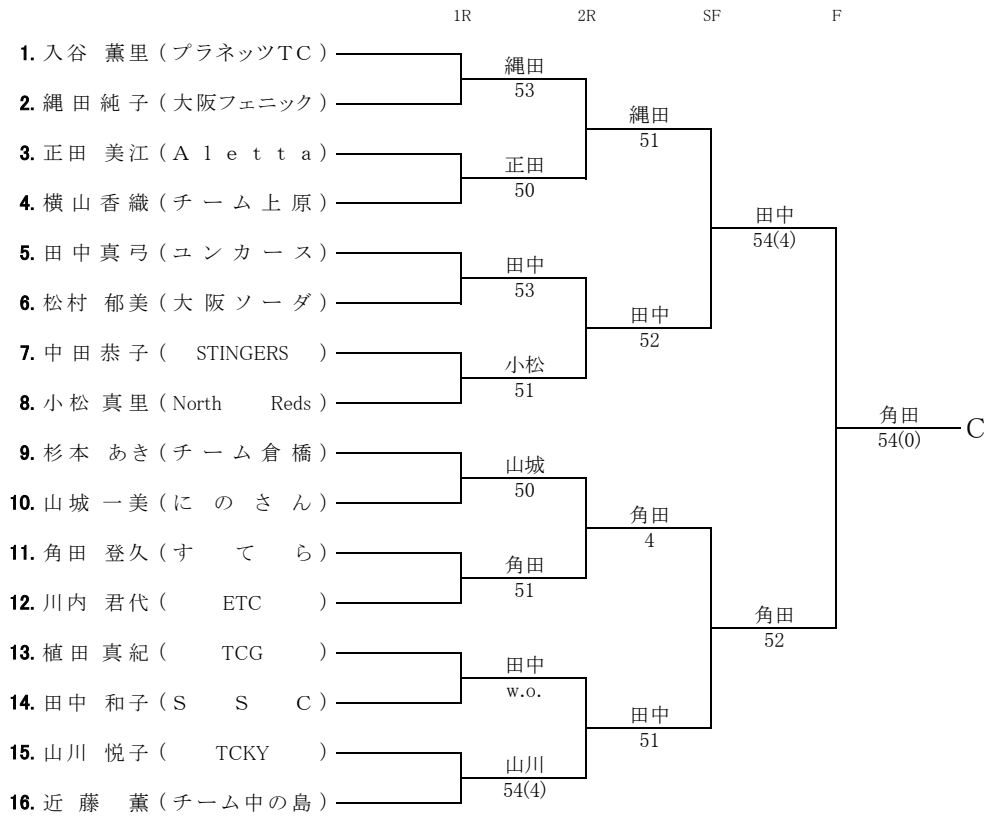 1R 2R SF F
1. 入谷 薫里 (プラネッツTC)
縄田
53
2. 縄田純子 (大阪フェニック)
縄田
51
3. 正田 美江 (Aletta)
正田
50
4. 横山香織 (チーム上原)
田中
54(4)
5. 田中真弓 (ユンカース)
田中
53
6. 松村 郁美 (大阪ソーダ)
田中
52
7. 中田恭子 (STINGERS)
小松
51
8. 小松 真里 (North Reds)
角田
54(0)
C
9. 杉本 あき (チーム倉橋)
山城
50
10. 山城 一美 (にのさん)
角田
4
11. 角田 登久 (すてら)
角田
51
12. 川内 君代 (ETC)
角田
52
13. 植田真紀 (TCG)
田中
w.o.
14. 田中 和子 (SSC)
田中
51
15. 山川 悦子 (TCKY)
山川
54(4)
16. 近藤 薫 (チーム中の島)